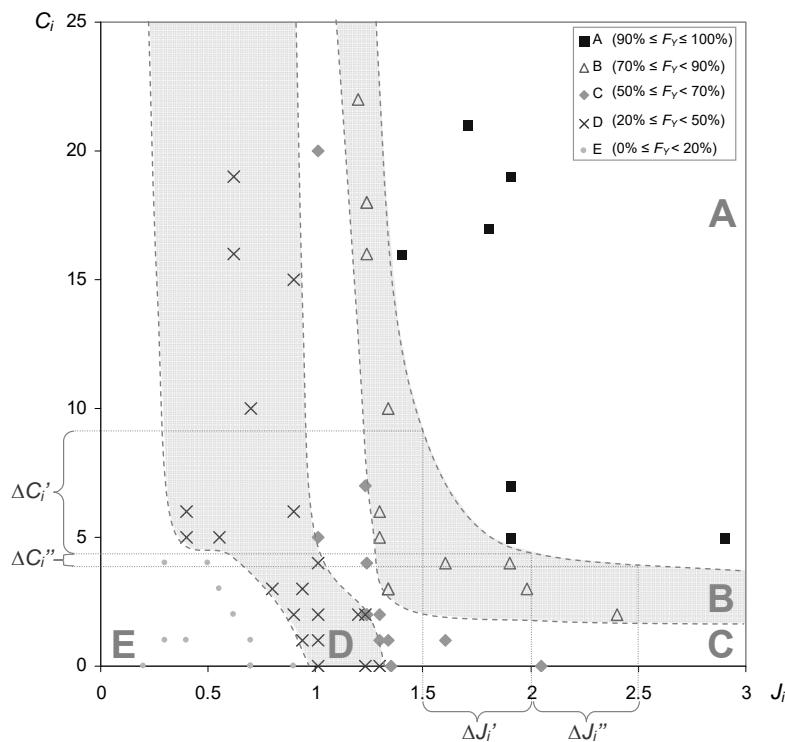 C_i
25
A (90% ≤ F_Y ≤ 100%)
B (70% ≤ F_Y < 90%)
C (50% ≤ F_Y < 70%)
D (20% ≤ F_Y < 50%)
E (0% ≤ F_Y < 20%)
20
A
15
10
ΔC_i'
5
ΔC_i''
B
E
D
C
0
0 0.5 1 1.5 2 2.5 3 J_i
ΔJ_i' ΔJ_i''